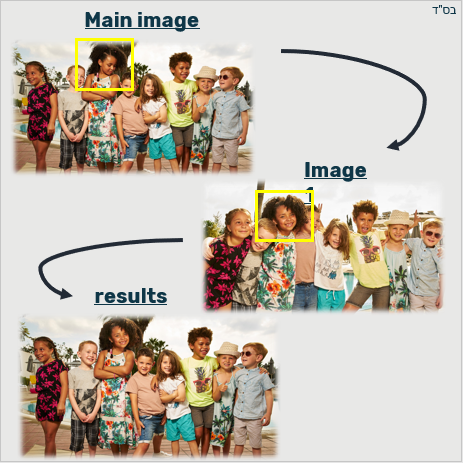 בס"ד
Main image
Image
results